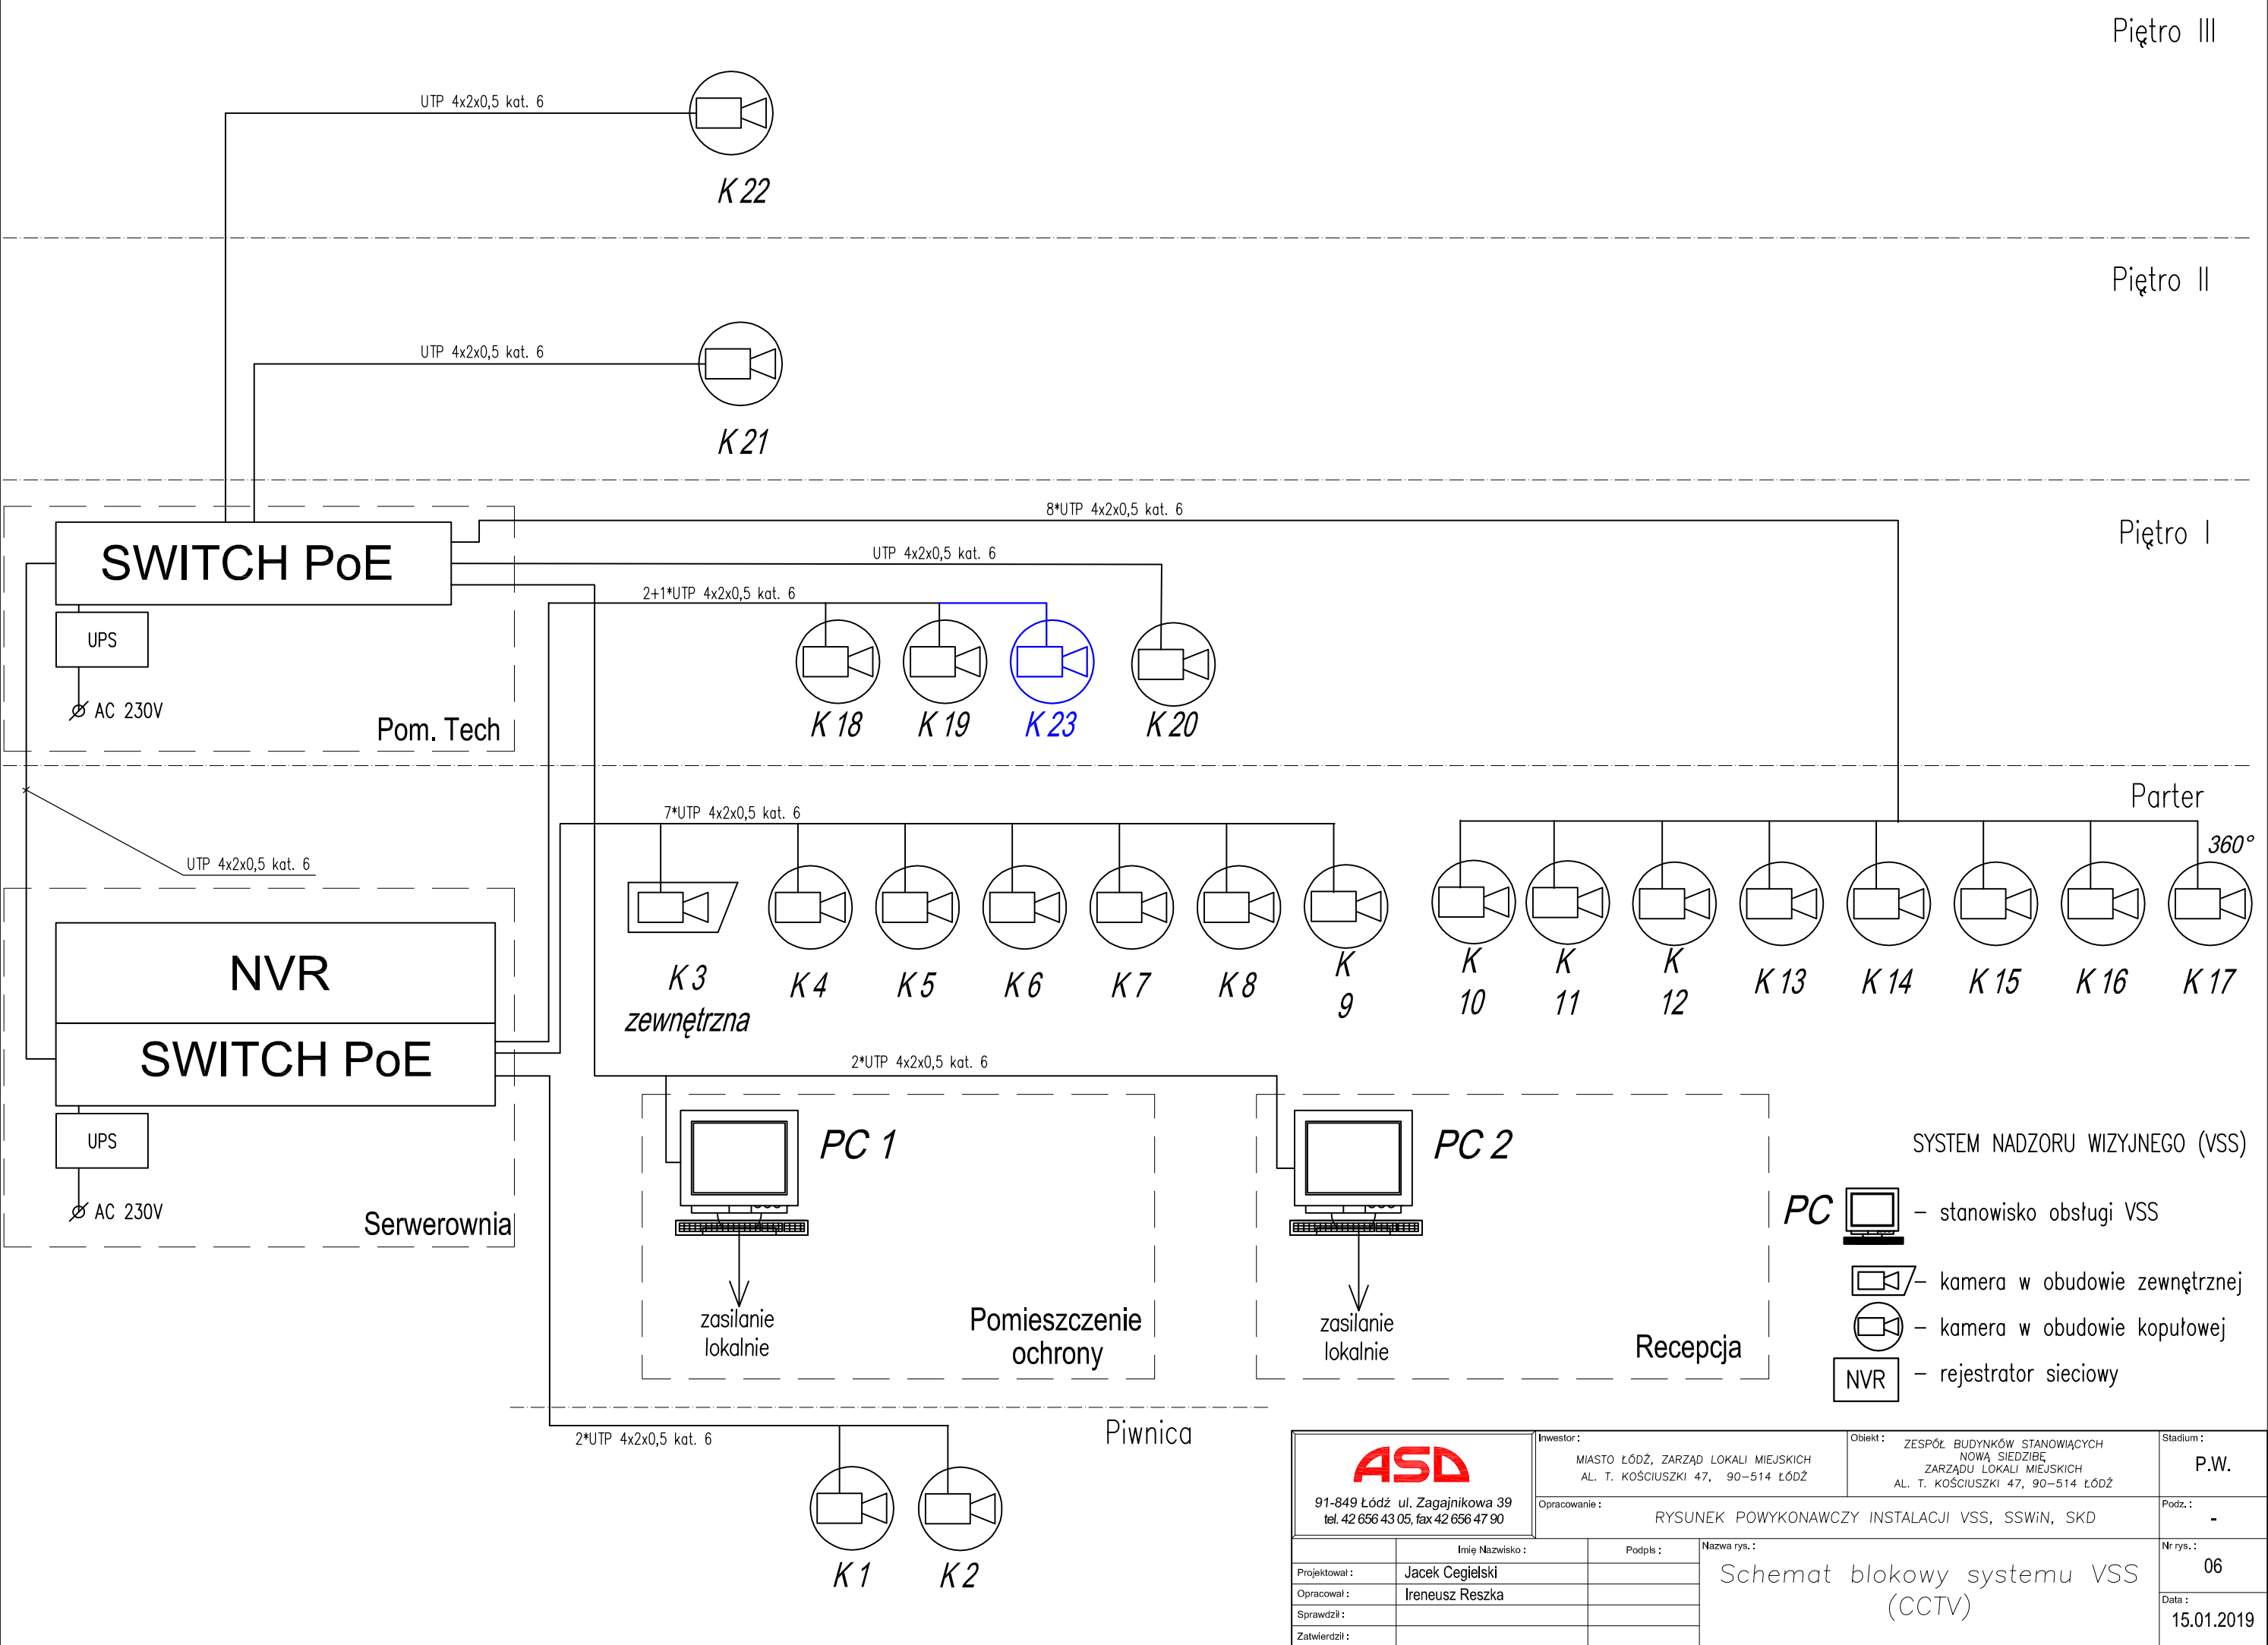 Piętro III
UTP 4x2x0,5 kat. 6
K 22
Piętro II
UTP 4x2x0,5 kat. 6
K 21
Piętro I
8*UTP 4x2x0,5 kat. 6
SWITCH PoE
UTP 4x2x0,5 kat. 6
2+1*UTP 4x2x0,5 kat. 6
UPS
AC 230V
Pom. Tech
K 18
K 19
K 23
K 20
Parter
7*UTP 4x2x0,5 kat. 6
360°
UTP 4x2x0,5 kat. 6
K 3
zewnętrzna
K 4
K 5
K 6
K 7
K 8
K
9
K
10
K
11
K
12
K 13
K 14
K 15
K 16
K 17
NVR
SWITCH PoE
2*UTP 4x2x0,5 kat. 6
UPS
AC 230V
Serwerownia
PC 1
zasilanie
lokalnie
Pomieszczenie
ochrony
PC 2
zasilanie
lokalnie
Recepcja
SYSTEM NADZORU WIZYJNEGO (VSS)
PC – stanowisko obsługi VSS
– kamera w obudowie zewnętrznej
– kamera w obudowie kopułowej
NVR – rejestrator sieciowy
Piwnica
2*UTP 4x2x0,5 kat. 6
K 1
K 2
ASD
91-849 Łódź ul. Zagajnikowa 39
tel. 42 656 43 05, fax 42 656 47 90
Inwestor :
MIASTO ŁÓDŹ, ZARZĄD LOKALI MIEJSKICH
AL. T. KOŚCIUSZKI 47, 90–514 ŁÓDŹ
Obiekt :
ZESPÓŁ BUDYNKÓW STANOWIĄCYCH
NOWĄ SIEDZIBĘ
ZARZĄDU LOKALI MIEJSKICH
AL. T. KOŚCIUSZKI 47, 90–514 ŁÓDŹ
Stadium :
P.W.
Opracowanie :
RYSUNEK POWYKONAWCZY INSTALACJI VSS, SSWiN, SKD
Podz. :
-
Imię Nazwisko :
Podpis :
Projektował :
Jacek Cegielski
Opracował :
Ireneusz Reszka
Sprawdził :
Zatwierdził :
Nazwa rys. :
Schemat blokowy systemu VSS
(CCTV)
Nr rys. :
06
Data :
15.01.2019